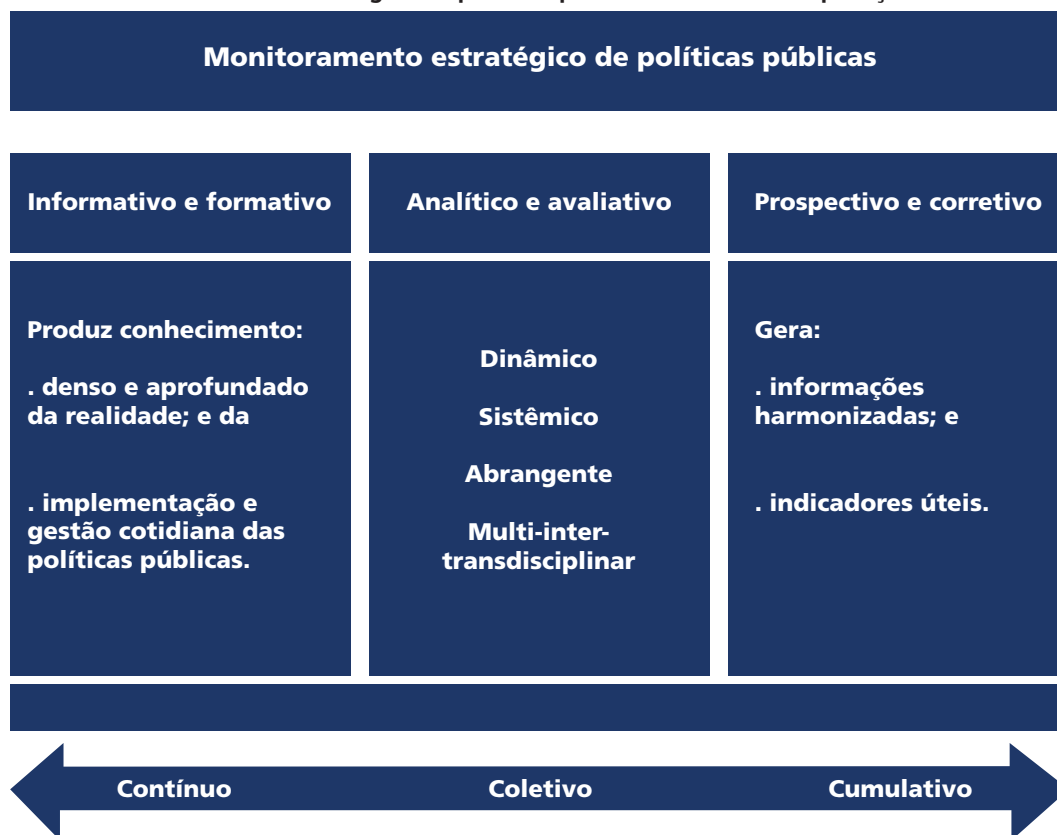 Monitoramento estratégico de políticas públicas
Informativo e formativo
Produz conhecimento:
. denso e aprofundado
da realidade; e da
. implementação e
gestão cotidiana das
políticas públicas.
Analítico e avaliativo
Dinâmico
Sistêmico
Abrangente
Multi-inter-
transdisciplinar
Prospectivo e corretivo
Gera:
. informações
harmonizadas; e
. indicadores úteis.
Contínuo
Coletivo
Cumulativo